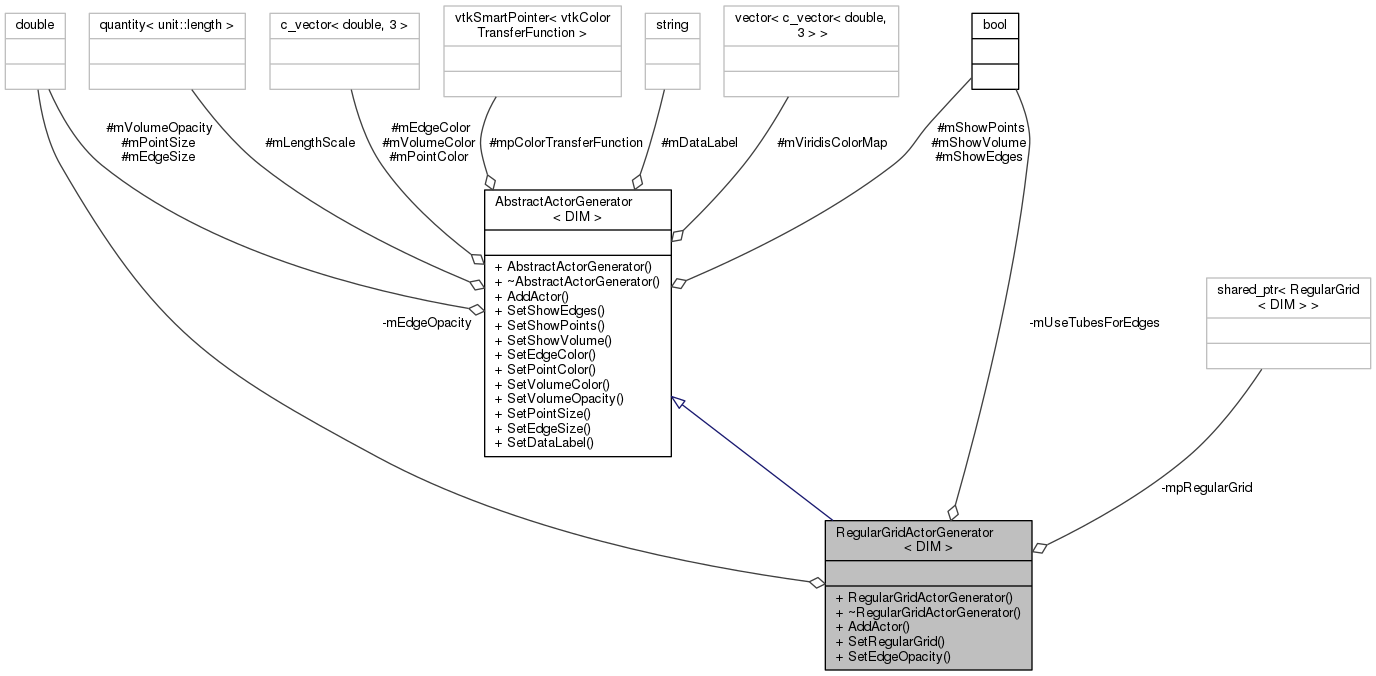 double
quantity< unit::length >
c_vector< double, 3 >
vtkSmartPointer< vtkColor
TransferFunction >
string
vector< c_vector< double,
3 > >
bool
#mVolumeOpacity
#mPointSize
#mEdgeSize
#mLengthScale
#mEdgeColor
#mVolumeColor
#mPointColor
#mpColorTransferFunction
#mDataLabel
#mViridisColorMap
#mShowPoints
#mShowVolume
#mShowEdges
AbstractActorGenerator
< DIM >
+ AbstractActorGenerator()
+ ~AbstractActorGenerator()
+ AddActor()
+ SetShowEdges()
+ SetShowPoints()
+ SetShowVolume()
+ SetEdgeColor()
+ SetPointColor()
+ SetVolumeColor()
+ SetVolumeOpacity()
+ SetPointSize()
+ SetEdgeSize()
+ SetDataLabel()
-mEdgeOpacity
-mUseTubesForEdges
shared_ptr< RegularGrid
< DIM > >
-mpRegularGrid
RegularGridActorGenerator
< DIM >
+ RegularGridActorGenerator()
+ ~RegularGridActorGenerator()
+ AddActor()
+ SetRegularGrid()
+ SetEdgeOpacity()